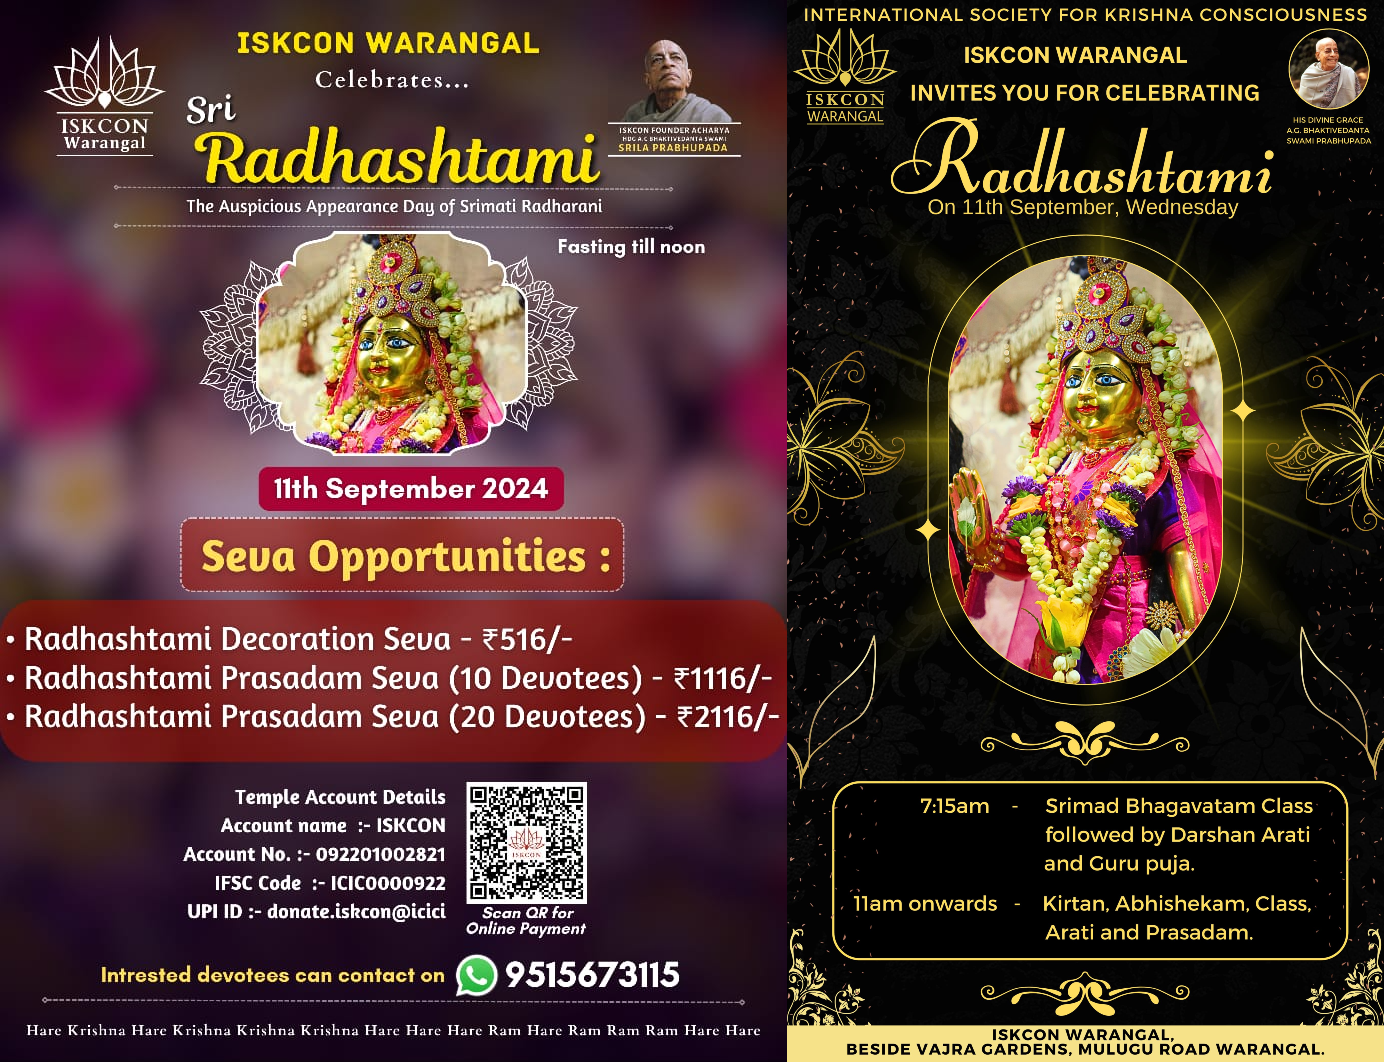 ISKCON WARANGAL
Celebrates...
Sri
Radhashtami
ISKCON
Warangal
ISKCON FOUNDER ACHARYA
HDG A.C BHAKTIVEDANTA SWAMI
SRILA PRABHUPADA
The Auspicious Appearance Day of Srimati Radharani
Fasting till noon
11th September 2024
Seva Opportunities :
• Radhashtami Decoration Seva - ₹516/-
• Radhashtami Prasadam Seva (10 Devotees) - ₹1116/-
• Radhashtami Prasadam Seva (20 Devotees) - ₹2116/-
Temple Account Details
Account name :- ISKCON
Account No. :- 092201002821
IFSC Code :- ICIC0000922
UPI ID :- donate.iskcon@icici
ISKCON
Scan QR for
Online Payment
Intrested devotees can contact on 9515673115
Hare Krishna Hare Krishna Krishna Krishna Hare Hare Hare Ram Hare Ram Ram Ram Hare Hare
INTERNATIONAL SOCIETY FOR KRISHNA CONSCIOUSNESS
ISKCON
WARANGAL
ISKCON WARANGAL
INVITES YOU FOR CELEBRATING
Radhashtami
On 11th September, Wednesday
HIS DIVINE GRACE
A.G. BHAKTIVEDANTA
SWAMI PRABHUPADA
7:15am - Srimad Bhagavatam Class
followed by Darshan Arati
and Guru puja.
11am onwards - Kirtan, Abhishekam, Class,
Arati and Prasadam.
ISKCON WARANGAL,
BESIDE VAJRA GARDENS, MULUGU ROAD WARANGAL.